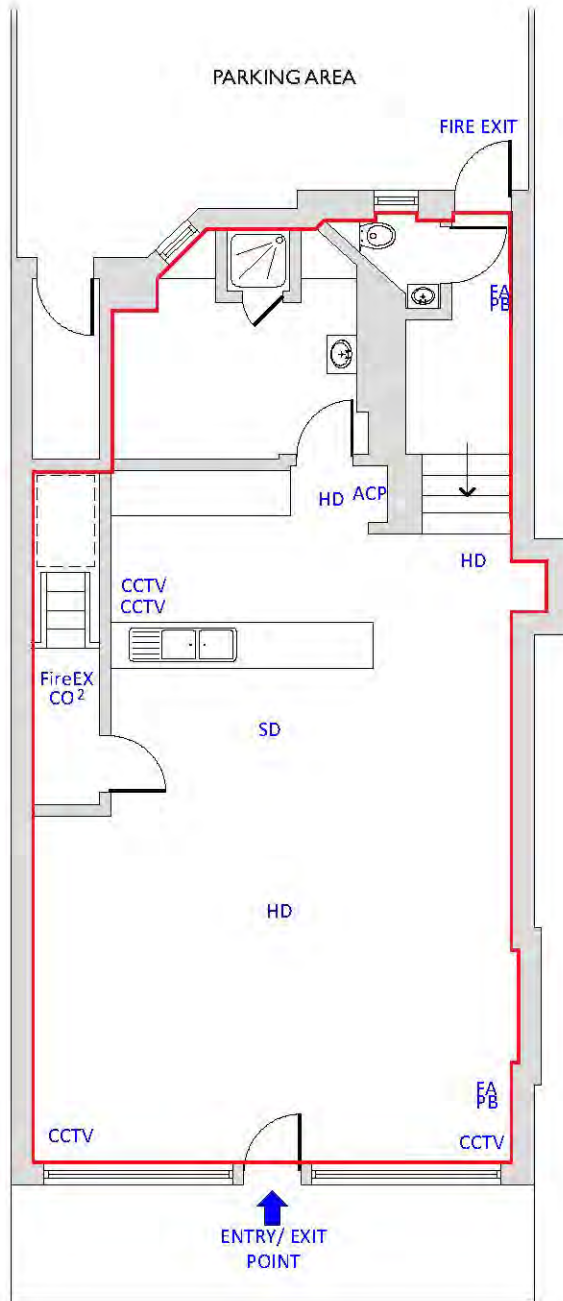 PARKING AREA
FIRE EXIT
FA
PB
HD
ACP
HD
CCTV
CCTV
FireEX
CO²
SD
HD
FA
PB
CCTV
CCTV
ENTRY/ EXIT
POINT